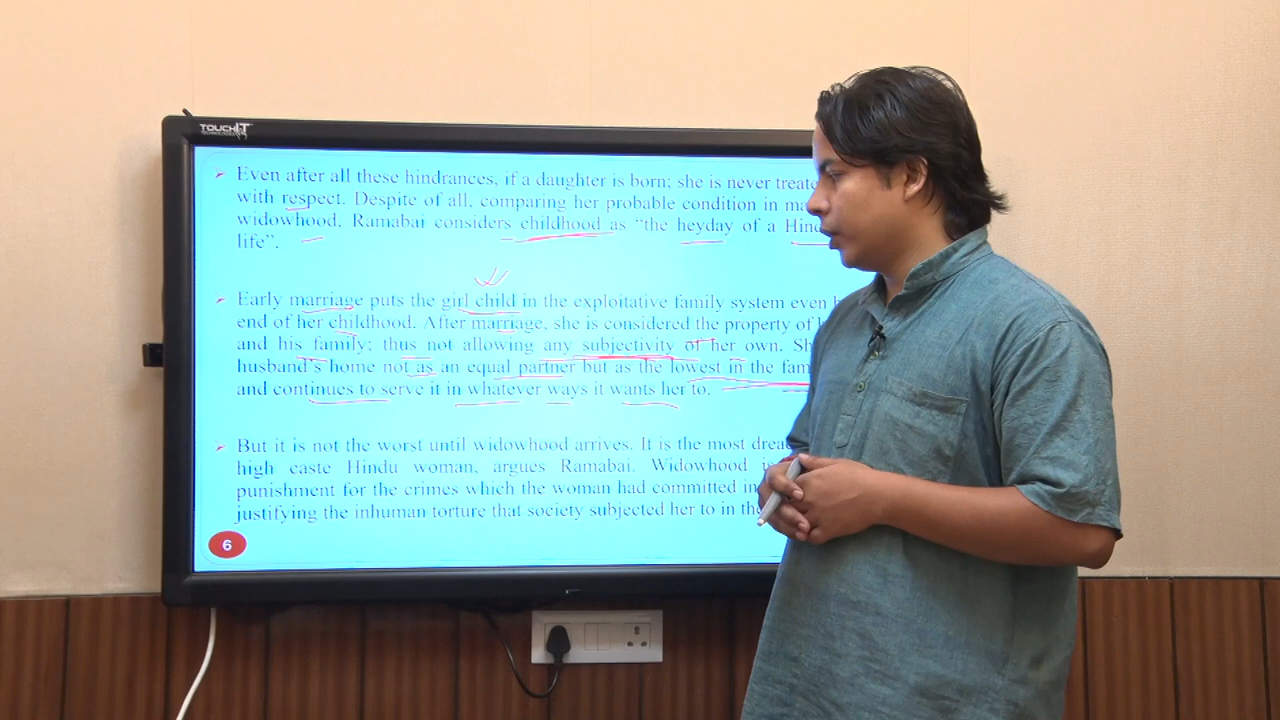 TOUCHIT
Even after all these hindrances, if a daughter is born; she is never
with respect. Despite of all, comparing her probable condition in
widowhood, Ramabai considers childhood as “the heyday of a
life”.
Early marriage puts the girl child in the exploitative family system even
end of her childhood. After marriage, she is considered the property of
and his family; thus not allowing any subjectivity of her own.
husband's home not as an equal partner but as the lowest in the
and continues to serve it in whatever ways it wants her to.
But it is not the worst until widowhood arrives. It is the most
high caste Hindu woman, argues Ramabai. Widowhood
punishment for the crimes which the woman had committed in
justifying the inhuman torture that society subjected her to in
6